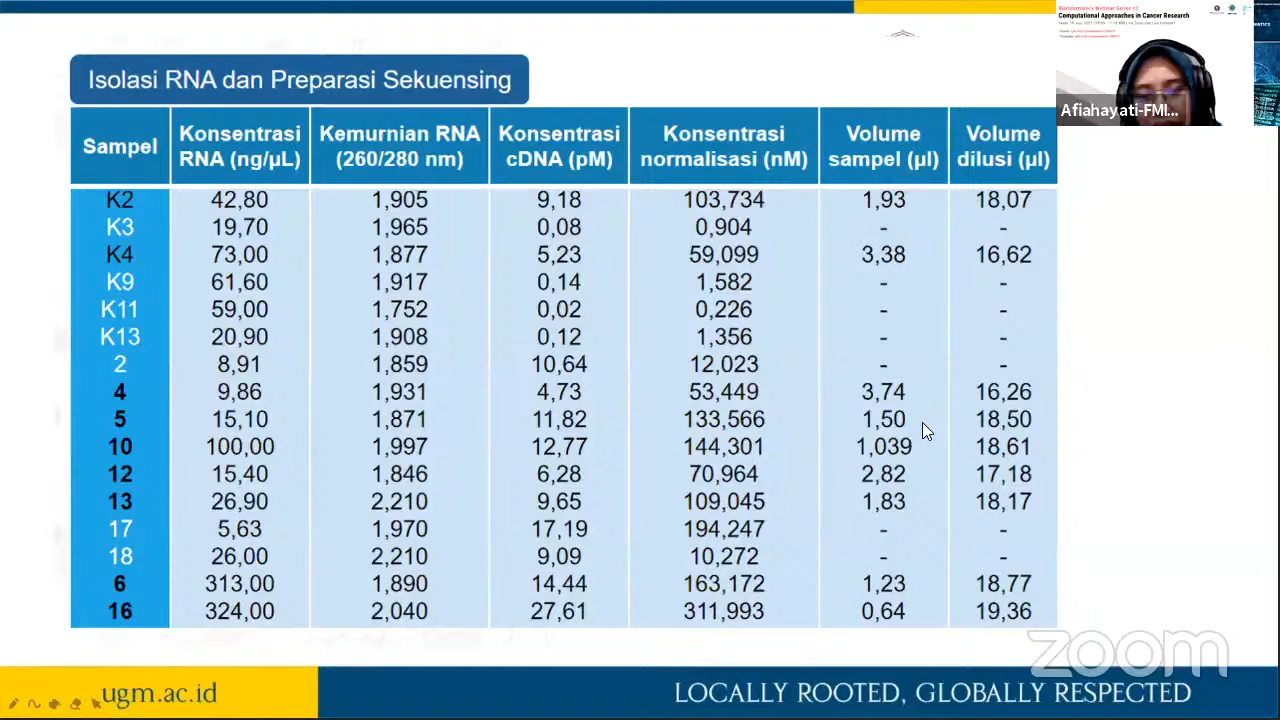 Bioinformatics Webinar Series #2
Computational Approaches in Cancer Research
Afiahayati-FMI...
Isolasi RNA dan Preparasi Sekuensing
Sampel Konsentrasi RNA (ng/µL) Kemurnian RNA (260/280 nm) Konsentrasi cDNA (pM) Konsentrasi normalisasi (nM) Volume sampel (µl) Volume dilusi (µl)
K2 42,80 1,905 9,18 103,734 1,93 18,07
K3 19,70 1,965 0,08 0,904 - -
K4 73,00 1,877 5,23 59,099 3,38 16,62
K9 61,60 1,917 0,14 1,582 - -
K11 59,00 1,752 0,02 0,226 - -
K13 20,90 1,908 0,12 1,356 - -
2 8,91 1,859 10,64 12,023 - -
4 9,86 1,931 4,73 53,449 3,74 16,26
5 15,10 1,871 11,82 133,566 1,50 18,50
10 100,00 1,997 12,77 144,301 1,039 18,61
12 15,40 1,846 6,28 70,964 2,82 17,18
13 26,90 2,210 9,65 109,045 1,83 18,17
17 5,63 1,970 17,19 194,247 - -
18 26,00 2,210 9,09 10,272 - -
6 313,00 1,890 14,44 163,172 1,23 18,77
16 324,00 2,040 27,61 311,993 0,64 19,36
zoom
ugm.ac.id
LOCALLY ROOTED, GLOBALLY RESPECTED